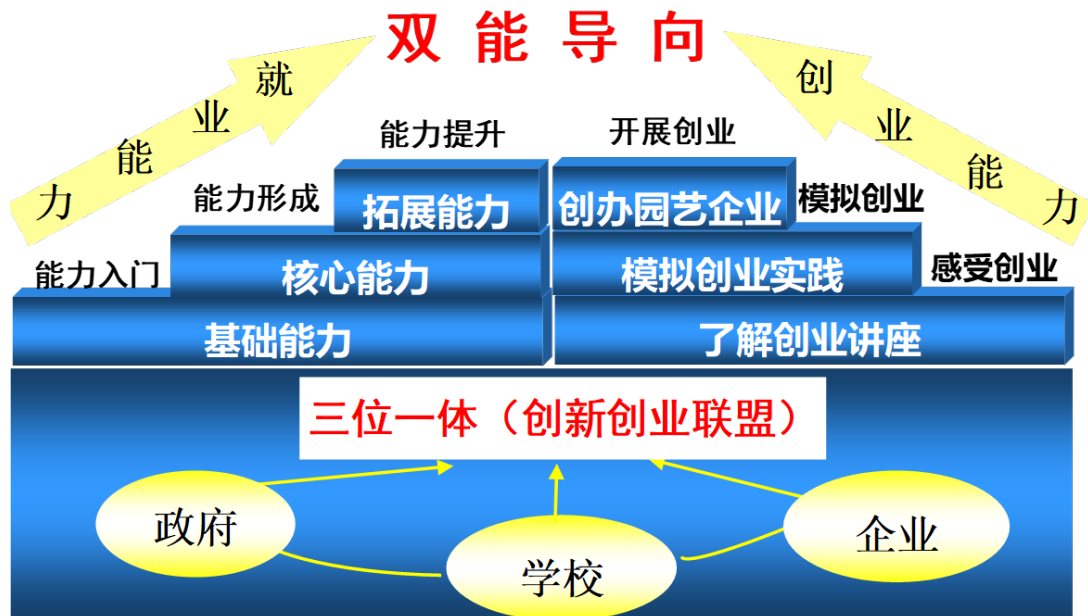 双能导向
就业能力
创业能力
能力提升
开展创业
拓展能力
创办园艺企业
能力形成
模拟创业
核心能力
模拟创业实践
能力入门
感受创业
基础能力
了解创业讲座
三位一体（创新创业联盟）
政府
学校
企业